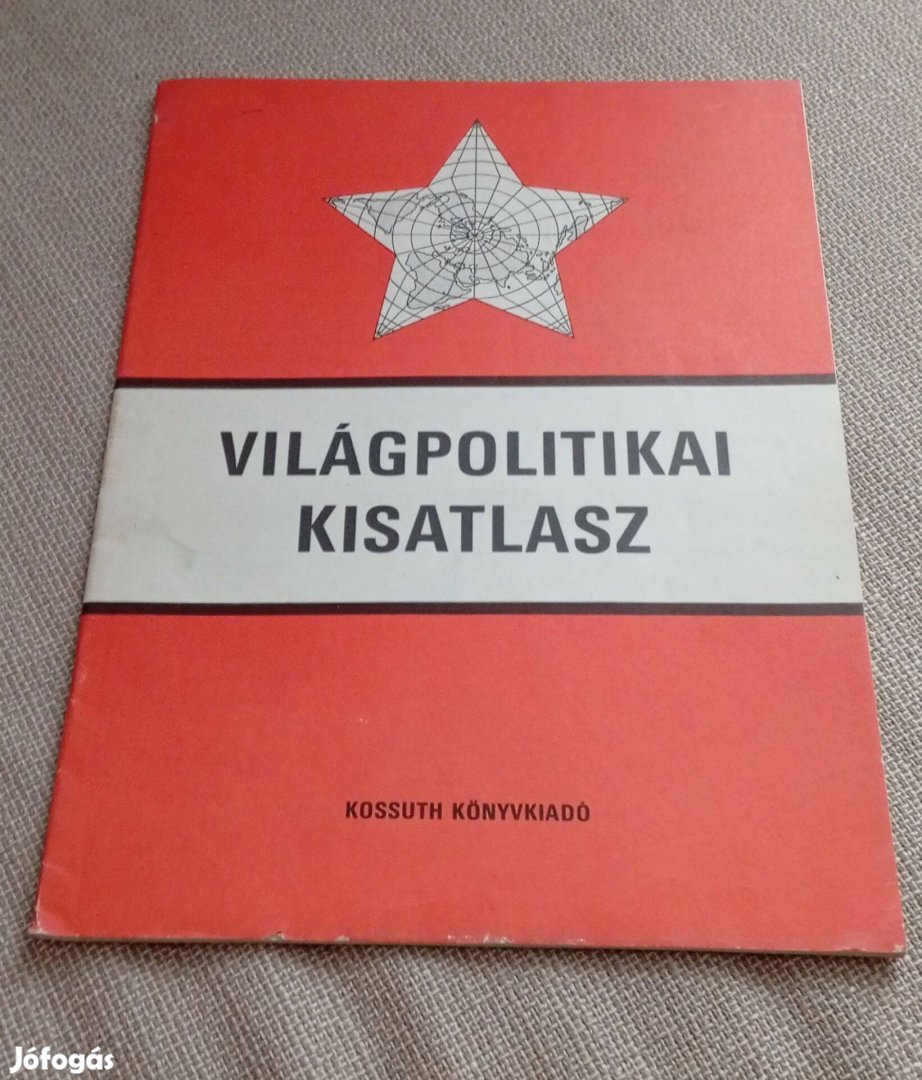 VILÁGPOLITIKAI
KISATLASZ
KOSSUTH KÖNYVKIADÓ
Jófogás